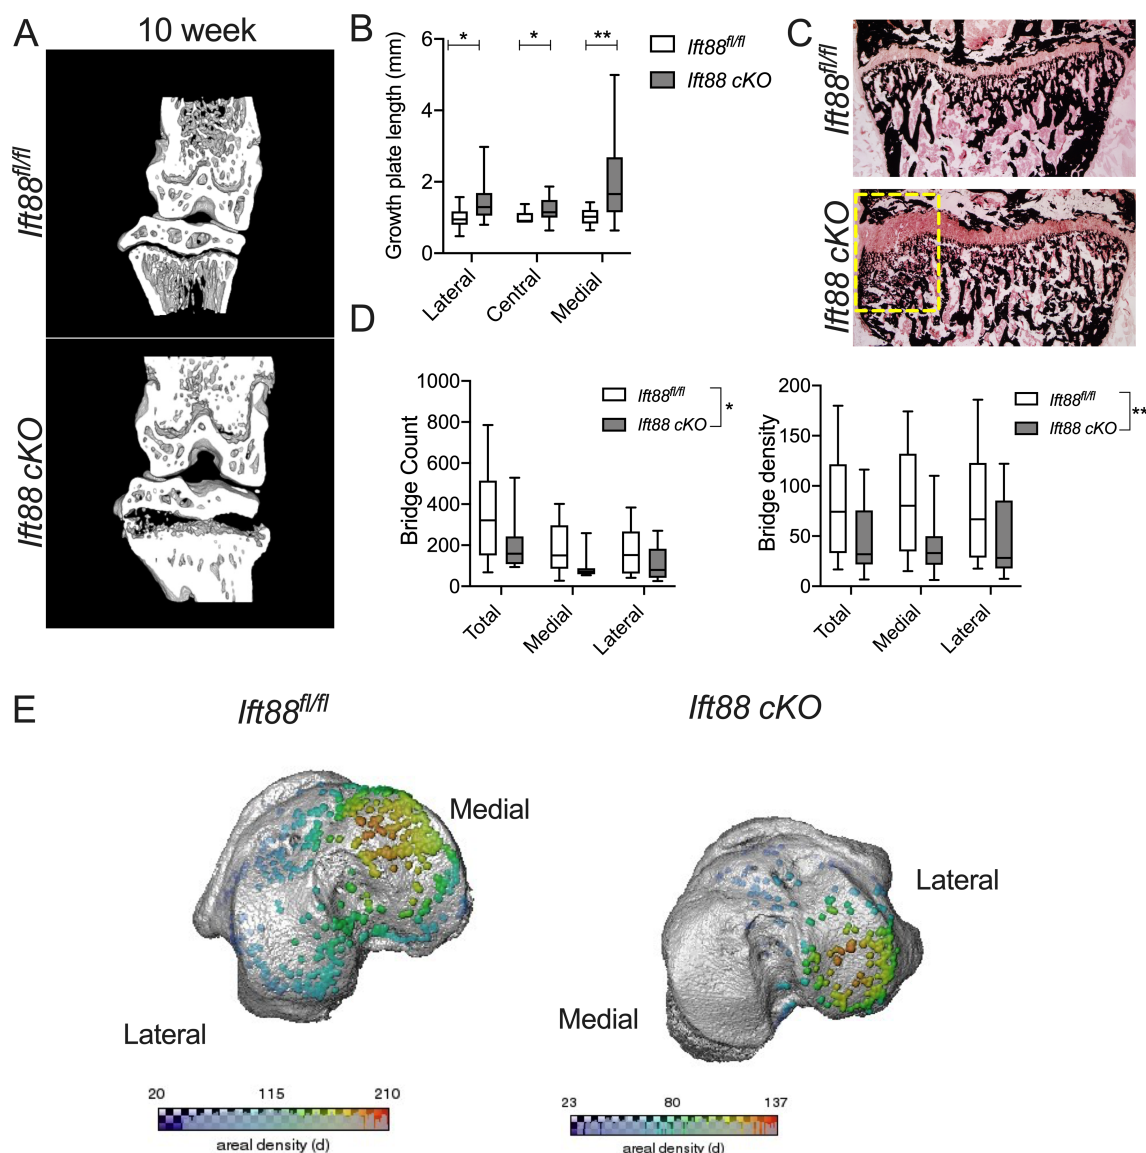 A
10 week
Ift88fl/fl
Ift88 cKO
B
Growth plate length (mm)
6
4
2
0
*
*
**
Ift88fl/fl
Ift88 cKO
Lateral
Central
Medial
C
Ift88fl/fl
Ift88 cKO
D
Bridge Count
1000
800
600
400
200
0
Ift88fl/fl
Ift88 cKO
*
Total
Medial
Lateral
Bridge density
200
150
100
50
0
Ift88fl/fl
Ift88 cKO
**
Total
Medial
Lateral
E
Ift88fl/fl
Ift88 cKO
Medial
Lateral
Lateral
Medial
20 115 210
areal density (d)
23 80 137
areal density (d)